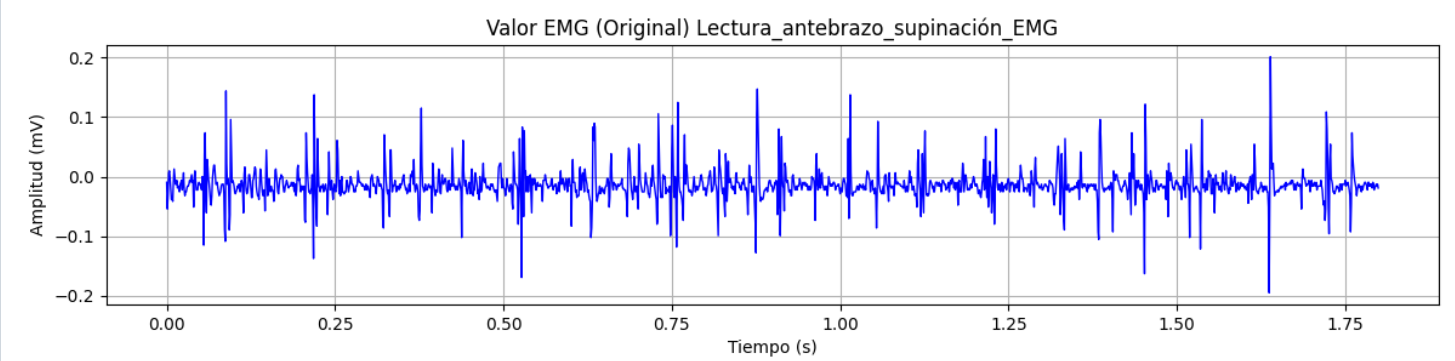 Valor EMG (Original) Lectura_antebrazo_supinación_EMG
Amplitud (mV)
0.2
0.1
0.0
−0.1
−0.2
0.00 0.25 0.50 0.75 1.00 1.25 1.50 1.75
Tiempo (s)